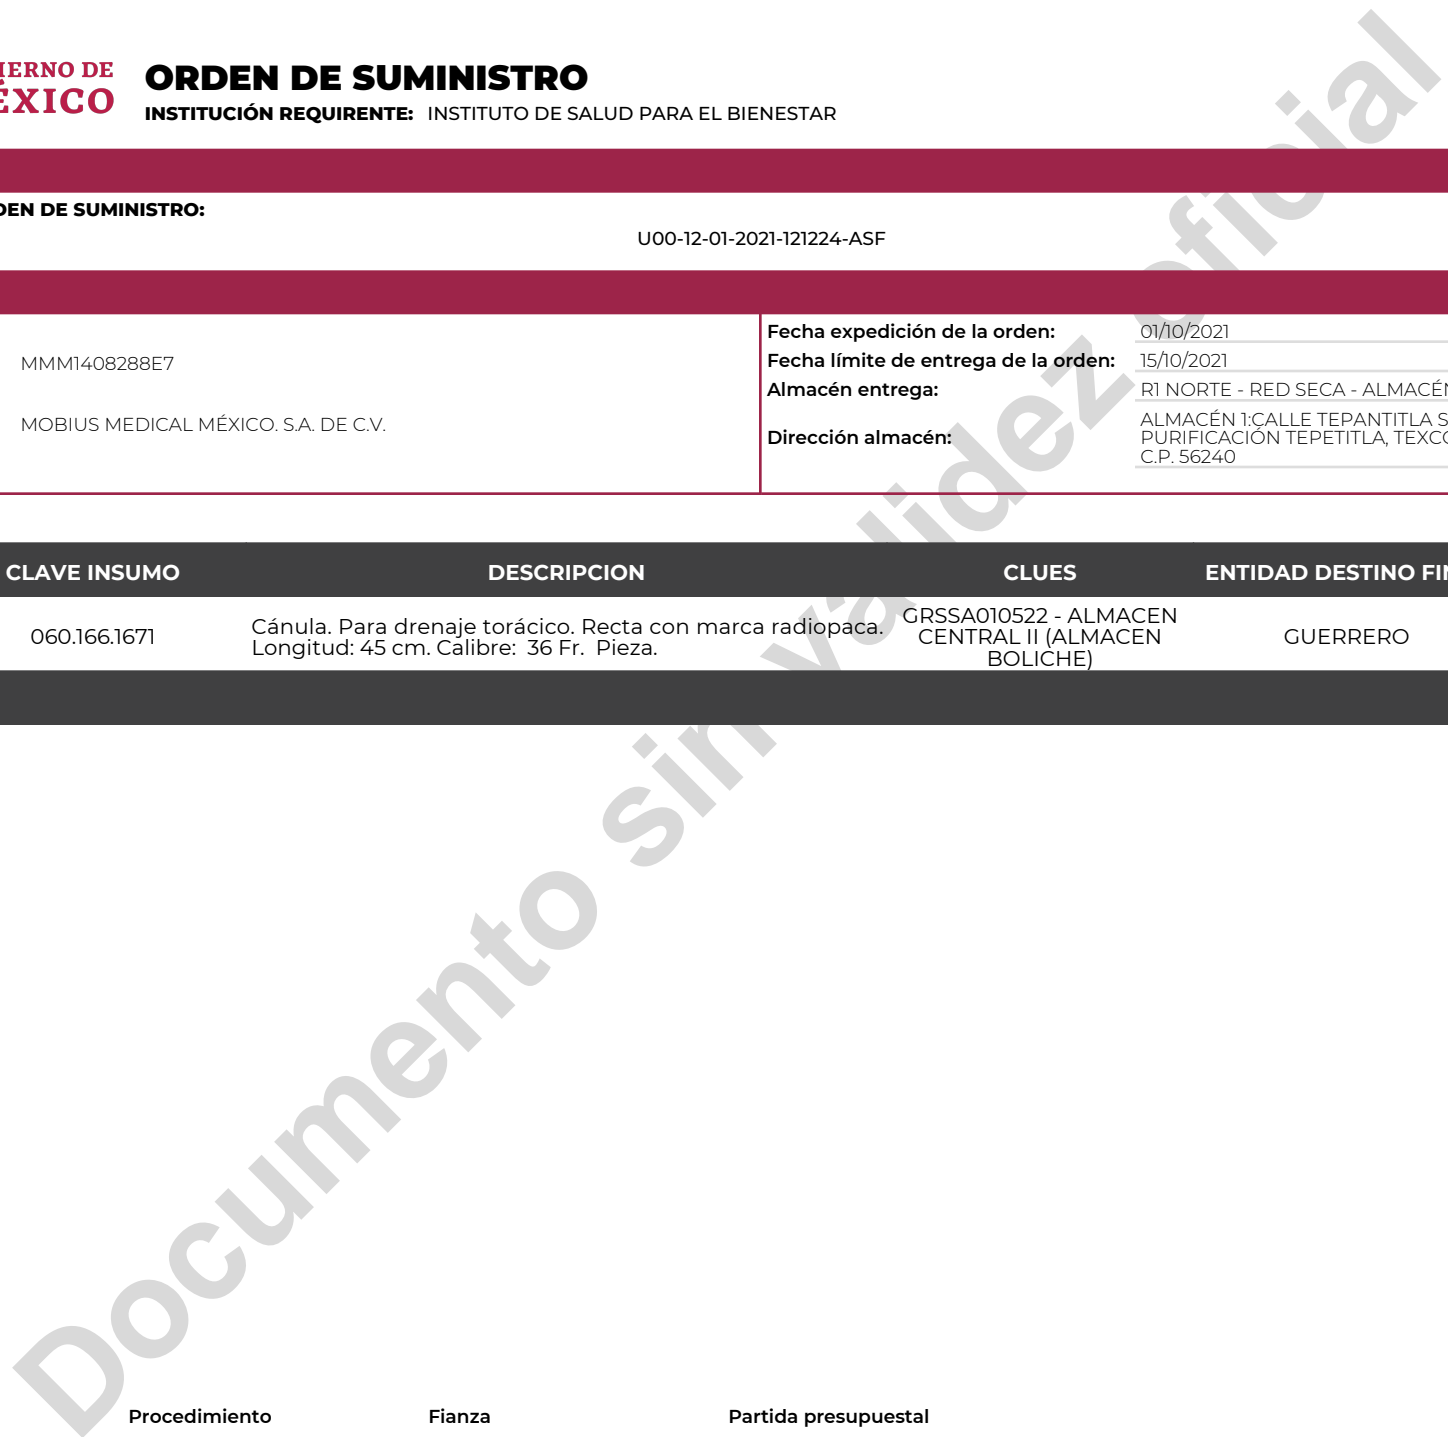 IERNO DE
ÉXICO
ORDEN DE SUMINISTRO
INSTITUCIÓN REQUIRENTE: INSTITUTO DE SALUD PARA EL BIENESTAR
DEN DE SUMINISTRO:
U00-12-01-2021-121224-ASF
MMM1408288E7
MOBIUS MEDICAL MÉXICO. S.A. DE C.V.
Fecha expedición de la orden: 01/10/2021
Fecha límite de entrega de la orden: 15/10/2021
Almacén entrega: R1 NORTE - RED SECA - ALMACÉN
Dirección almacén: ALMACÉN 1:CALLE TEPANTITLA S
PURIFICACIÓN TEPETITLA, TEXCO
C.P. 56240
CLAVE INSUMO DESCRIPCION CLUES ENTIDAD DESTINO FIN
060.166.1671
Cánula. Para drenaje torácico. Recta con marca radiopaca.
Longitud: 45 cm. Calibre: 36 Fr. Pieza.
GRSSA010522 - ALMACEN
CENTRAL II (ALMACEN
BOLICHE)
GUERRERO
Documento sin validez oficial
Procedimiento Fianza Partida presupuestal